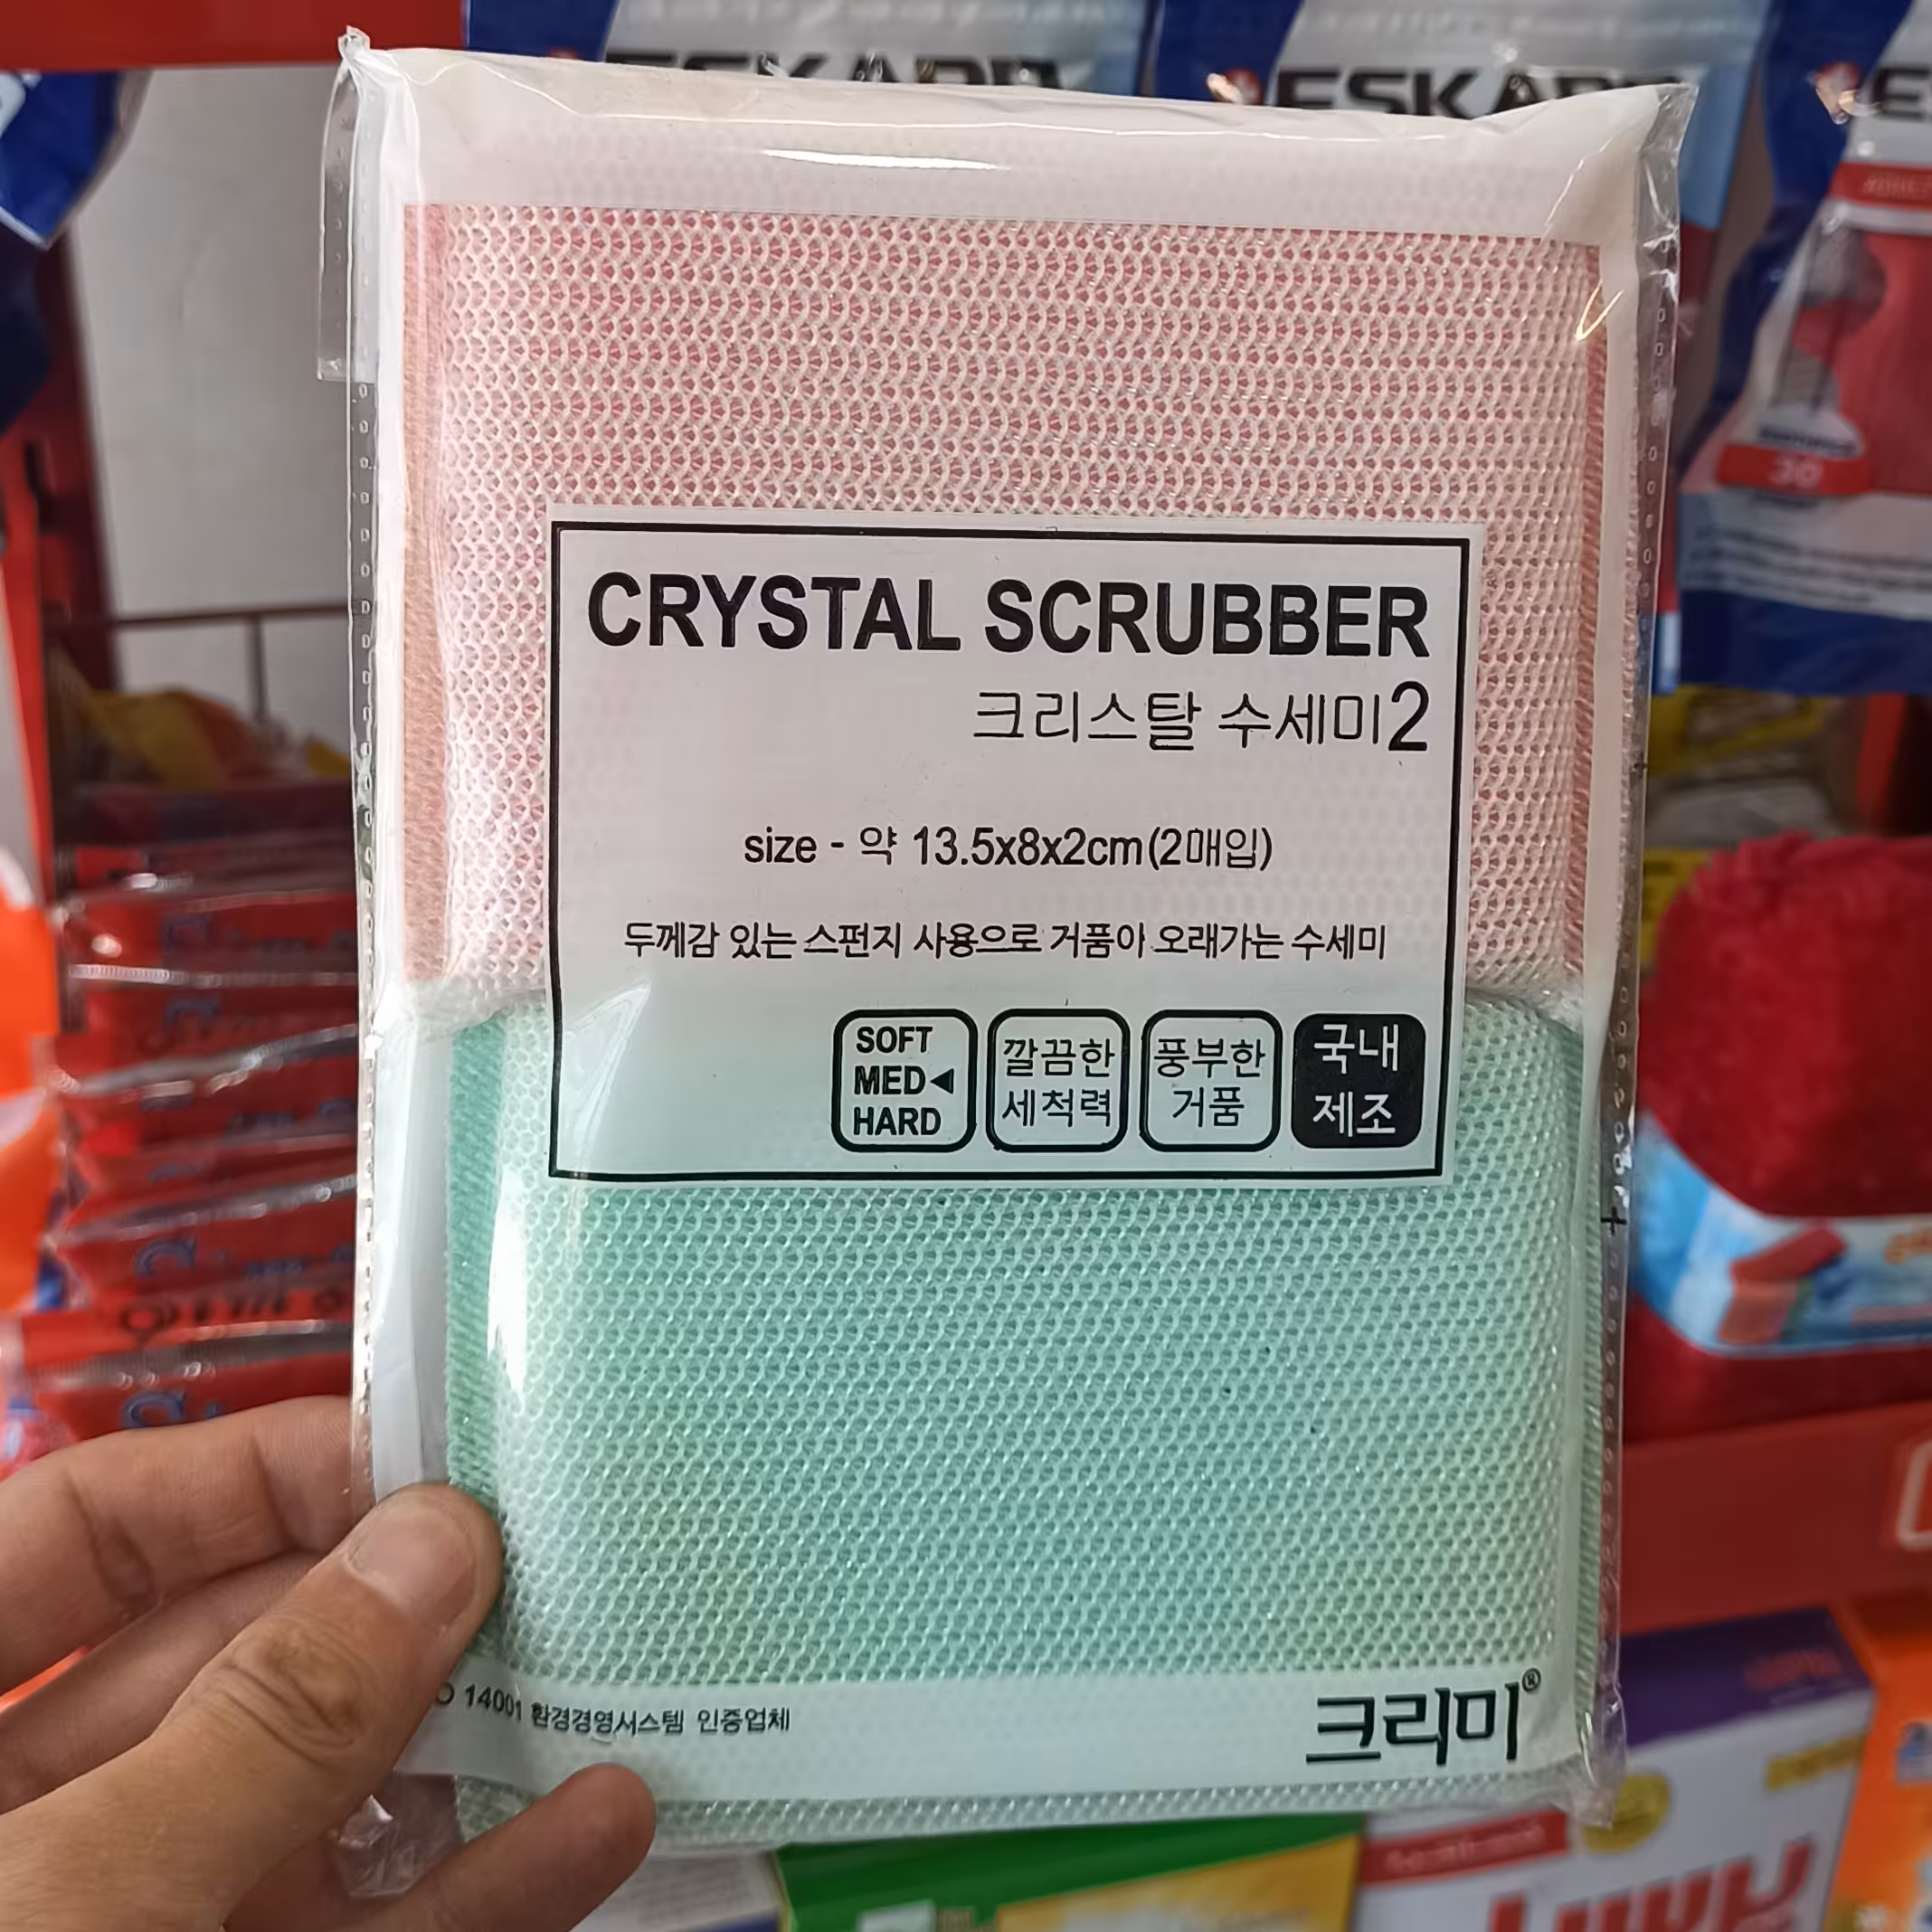 CRYSTAL SCRUBBER
크리스탈 수세미2
size - 약 13.5x8x2cm(2매입)
두께감 있는 스펀지 사용으로 거품아 오래가는 수세미
SOFT
MED◀
HARD
깔끔한
세척력
풍부한
거품
국내
제조
14001 환경경영서스템 인증업체
크리미®
30